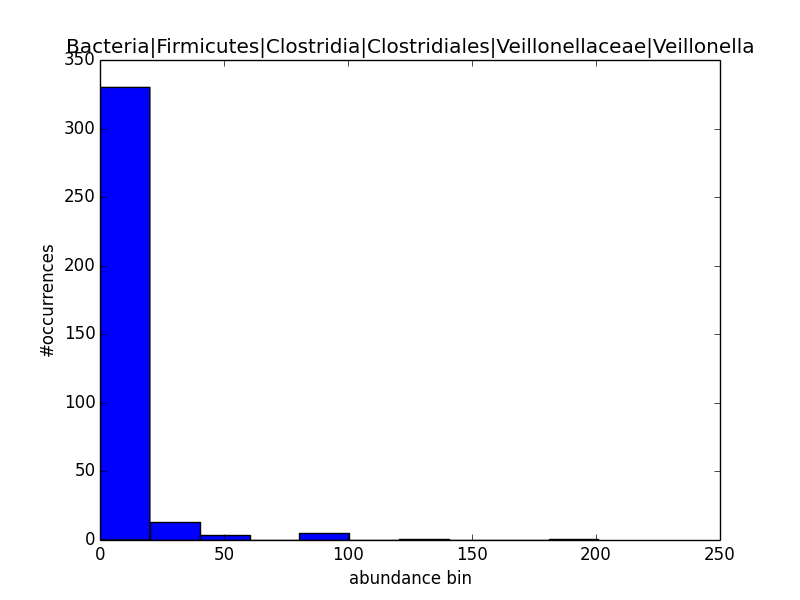 Bacteria|Firmicutes|Clostridia|Clostridiales|Veillonellaceae|Veillonella
350
300
250
200
150
100
50
0
#occurrences
0 50 100 150 200 250
abundance bin